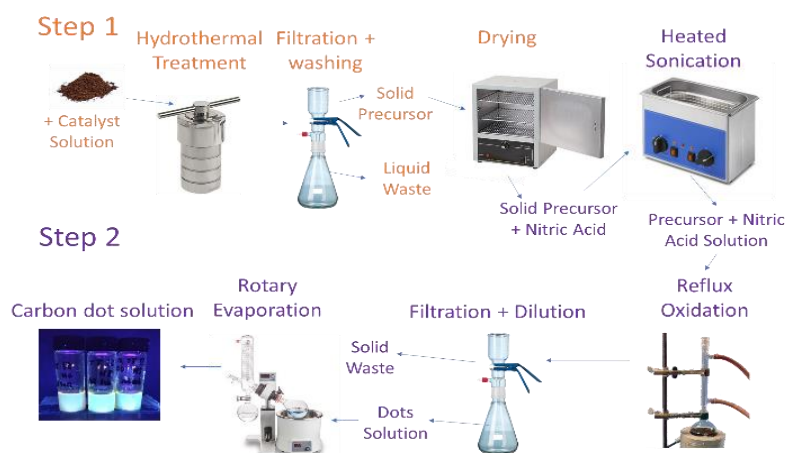 Step 1
Hydrothermal
Treatment
Filtration +
washing
Drying
Heated
Sonication
+ Catalyst
Solution
Solid
Precursor
Liquid
Waste
Solid Precursor
+ Nitric Acid
Precursor + Nitric
Acid Solution
Step 2
Carbon dot solution
Rotary
Evaporation
Filtration + Dilution
Reflux
Oxidation
Solid
Waste
Dots
Solution